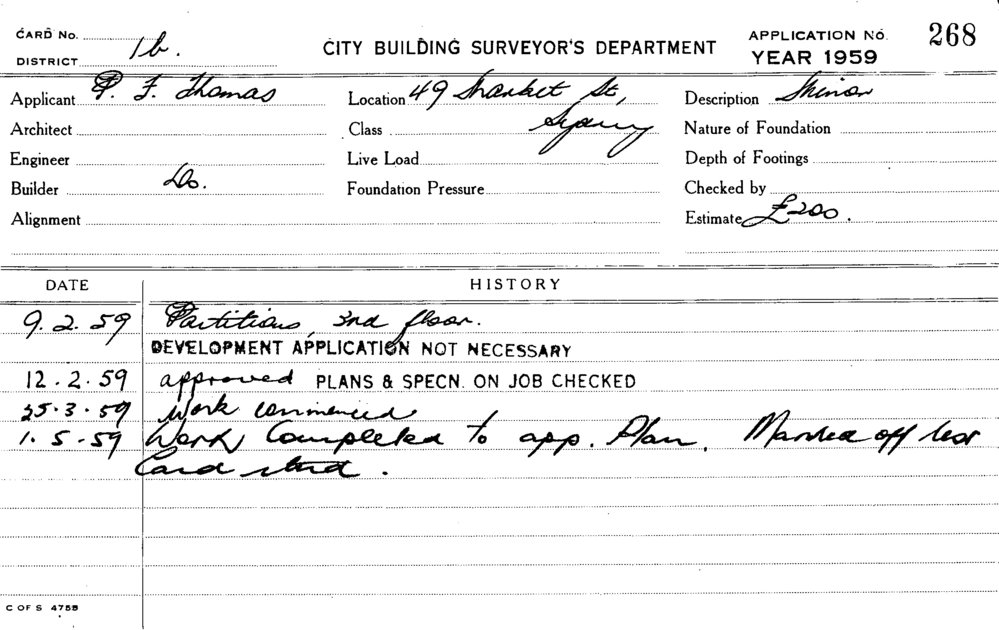 CARD No.
DISTRICT 1b.
CITY BUILDING SURVEYOR'S DEPARTMENT
APPLICATION No. 268
YEAR 1959
Applicant P. F. Thomas
Location 49 Market St,
Sydney
Description Minor
Architect
Class
Nature of Foundation
Engineer
Live Load
Depth of Footings
Builder Do.
Foundation Pressure
Checked by
Alignment
Estimate £200.
DATE HISTORY
9.2.59 Partitions, 3rd floor.
DEVELOPMENT APPLICATION NOT NECESSARY
12.2.59 approved PLANS & SPECN. ON JOB CHECKED
25.3.59 Work commenced
1.5.59 Work Completed to app. Plan. Marked off
Card
C OF S 4755